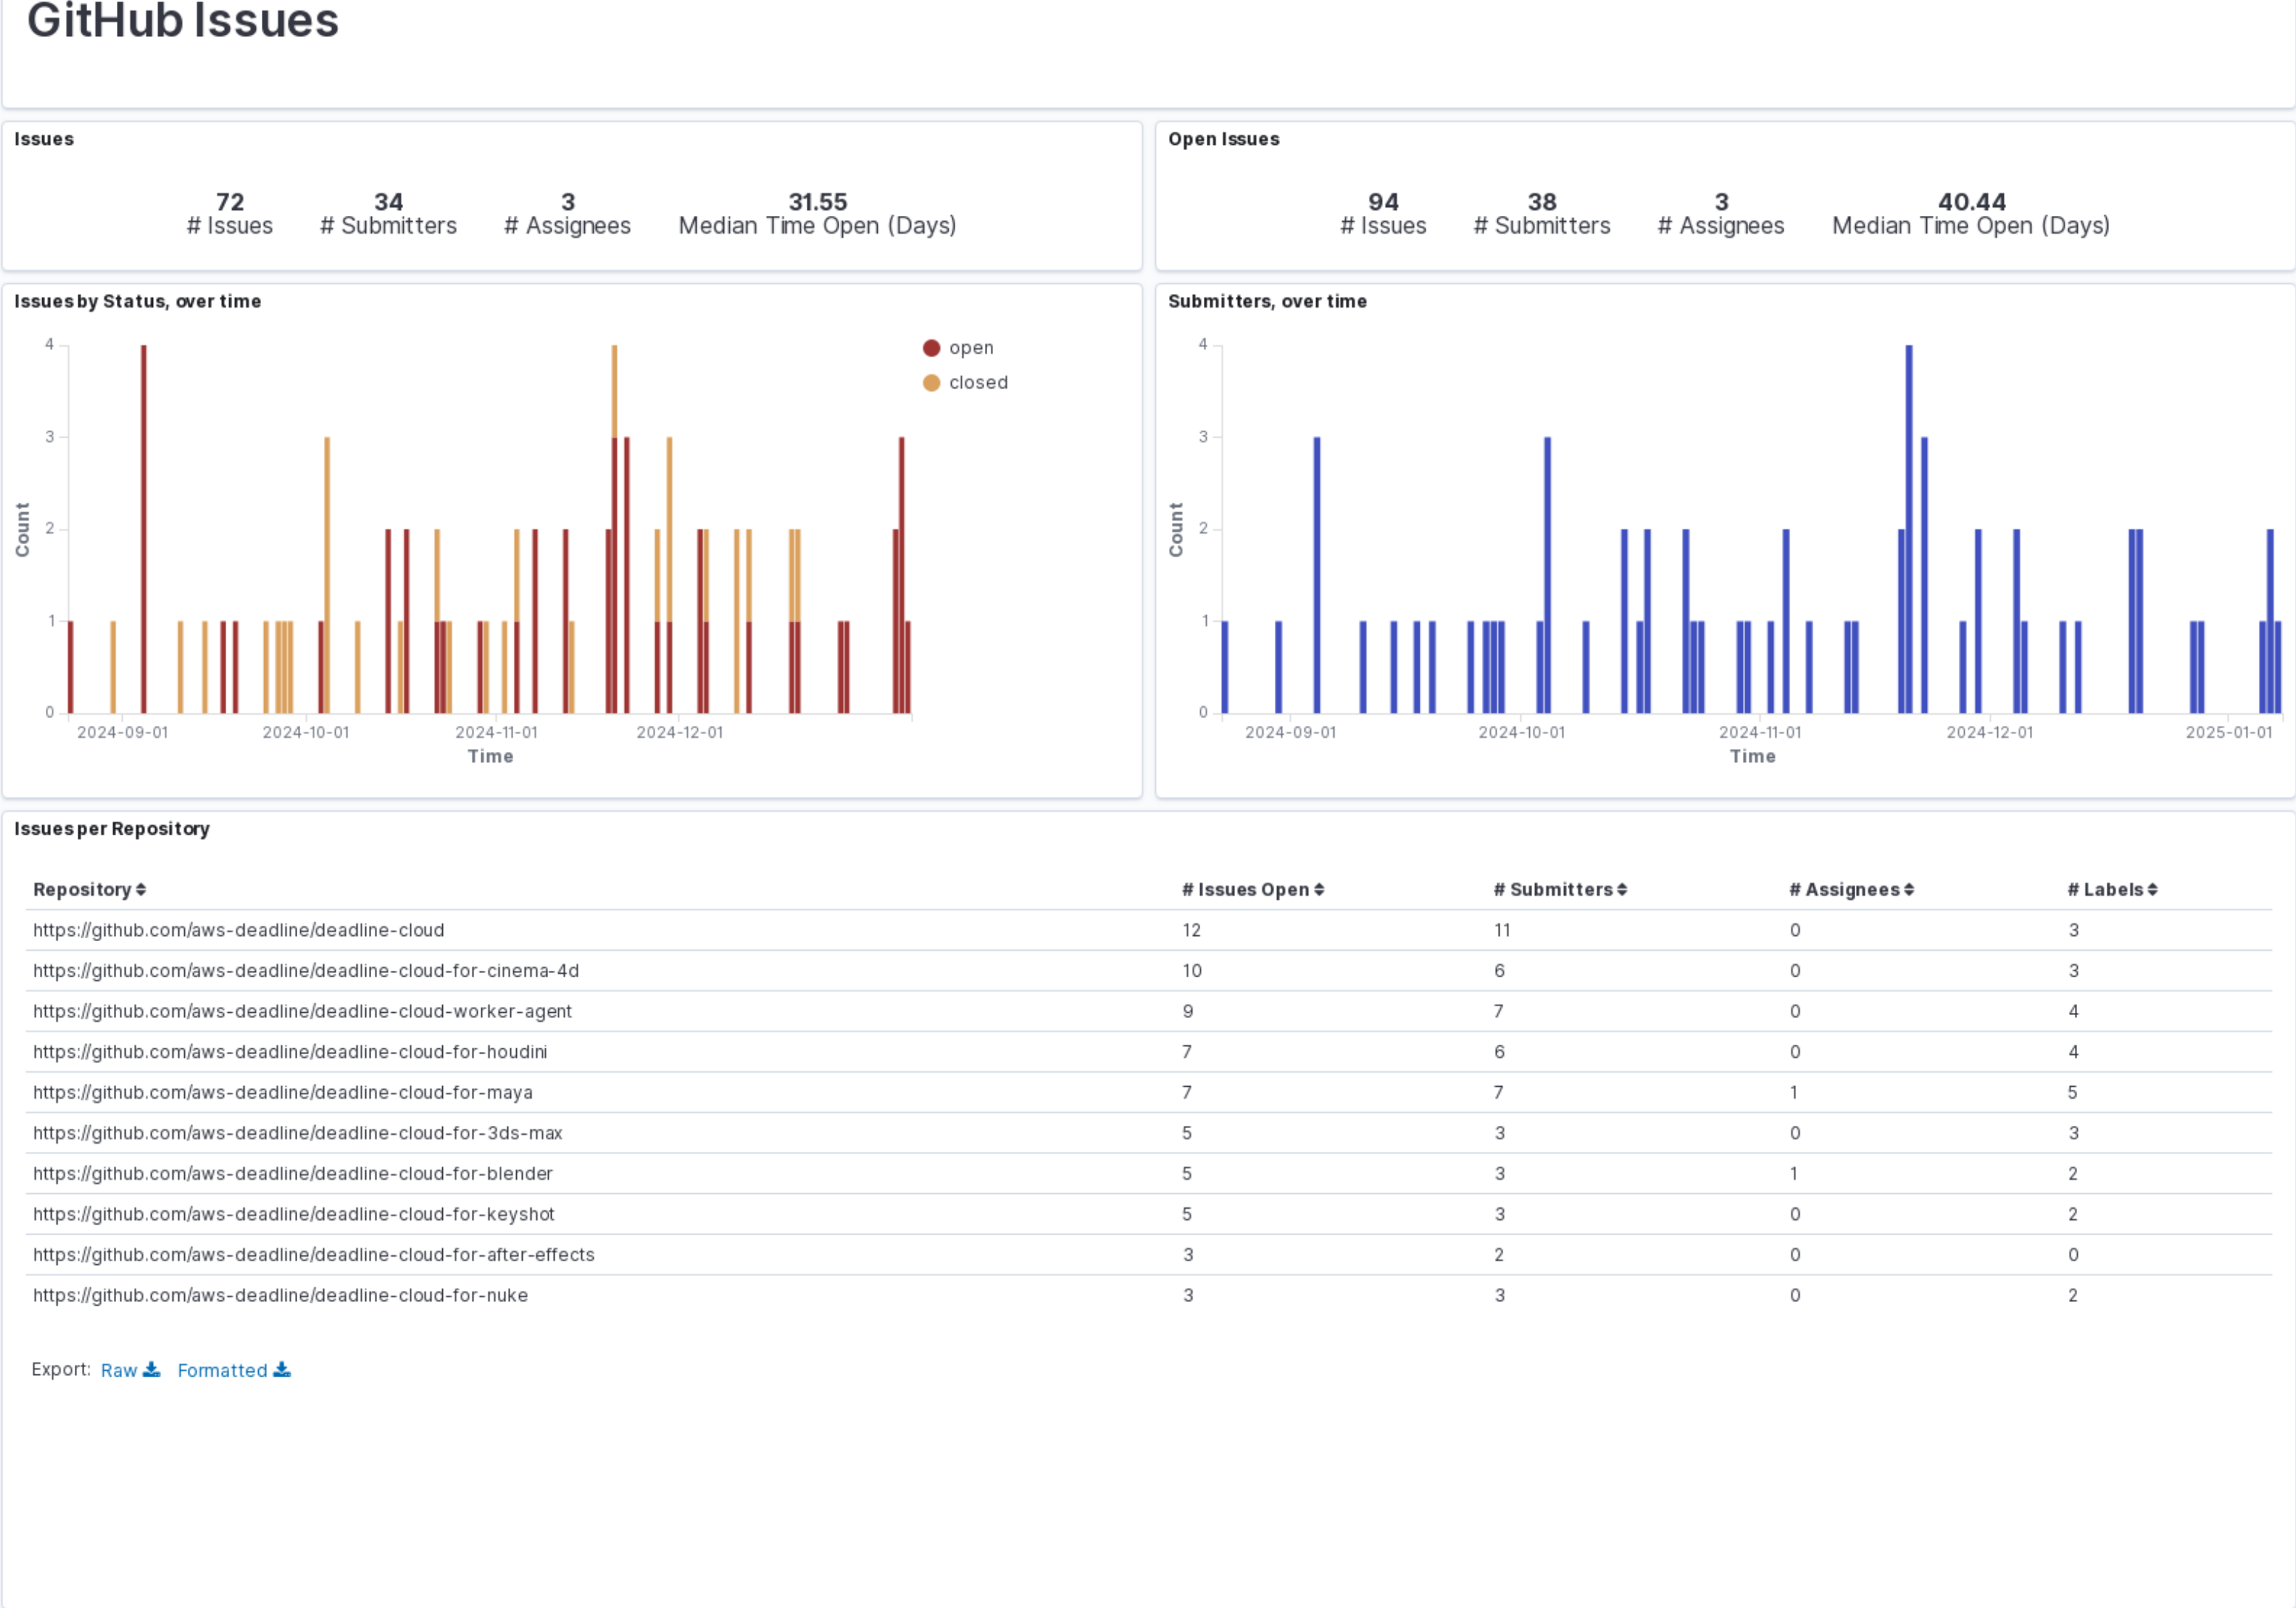 GitHub Issues
Issues
72 34 3 31.55
# Issues # Submitters # Assignees Median Time Open (Days)
Open Issues
94 38 3 40.44
# Issues # Submitters # Assignees Median Time Open (Days)
Issues by Status, over time
open
closed
4
3
2
1
0
Count
2024-09-01 2024-10-01 2024-11-01 2024-12-01
Time
Submitters, over time
4
3
2
1
0
Count
2024-09-01 2024-10-01 2024-11-01 2024-12-01 2025-01-01
Time
Issues per Repository
Repository # Issues Open # Submitters # Assignees # Labels
https://github.com/aws-deadline/deadline-cloud 12 11 0 3
https://github.com/aws-deadline/deadline-cloud-for-cinema-4d 10 6 0 3
https://github.com/aws-deadline/deadline-cloud-worker-agent 9 7 0 4
https://github.com/aws-deadline/deadline-cloud-for-houdini 7 6 0 4
https://github.com/aws-deadline/deadline-cloud-for-maya 7 7 1 5
https://github.com/aws-deadline/deadline-cloud-for-3ds-max 5 3 0 3
https://github.com/aws-deadline/deadline-cloud-for-blender 5 3 1 2
https://github.com/aws-deadline/deadline-cloud-for-keyshot 5 3 0 2
https://github.com/aws-deadline/deadline-cloud-for-after-effects 3 2 0 0
https://github.com/aws-deadline/deadline-cloud-for-nuke 3 3 0 2
Export: Raw Formatted